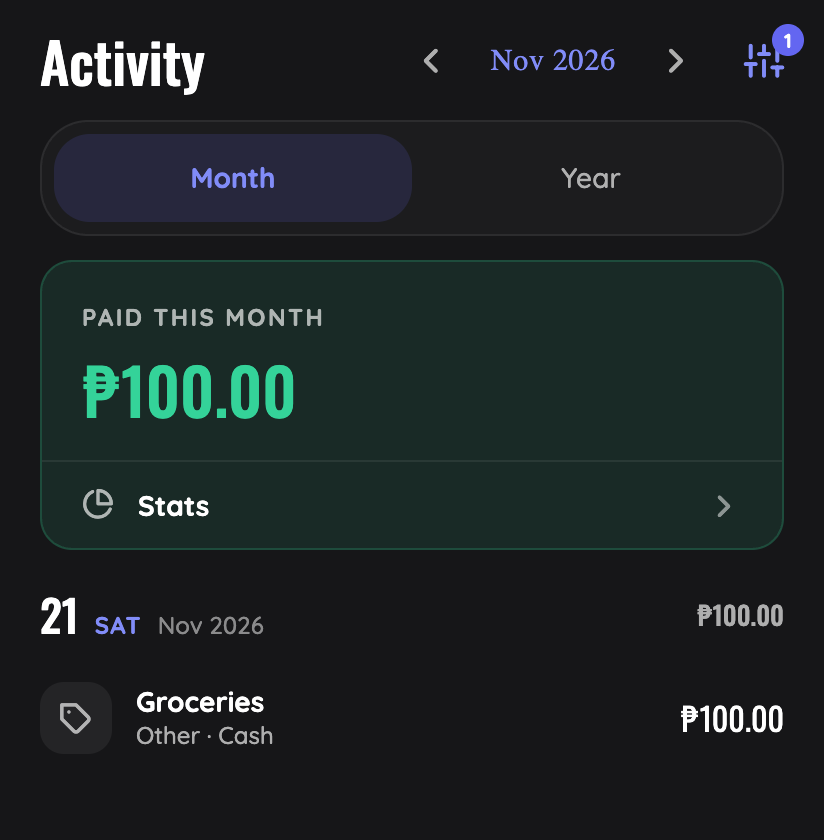 Activity
Nov 2026
1
Month
Year
PAID THIS MONTH
₱100.00
Stats
21 SAT Nov 2026
₱100.00
Groceries
Other · Cash
₱100.00